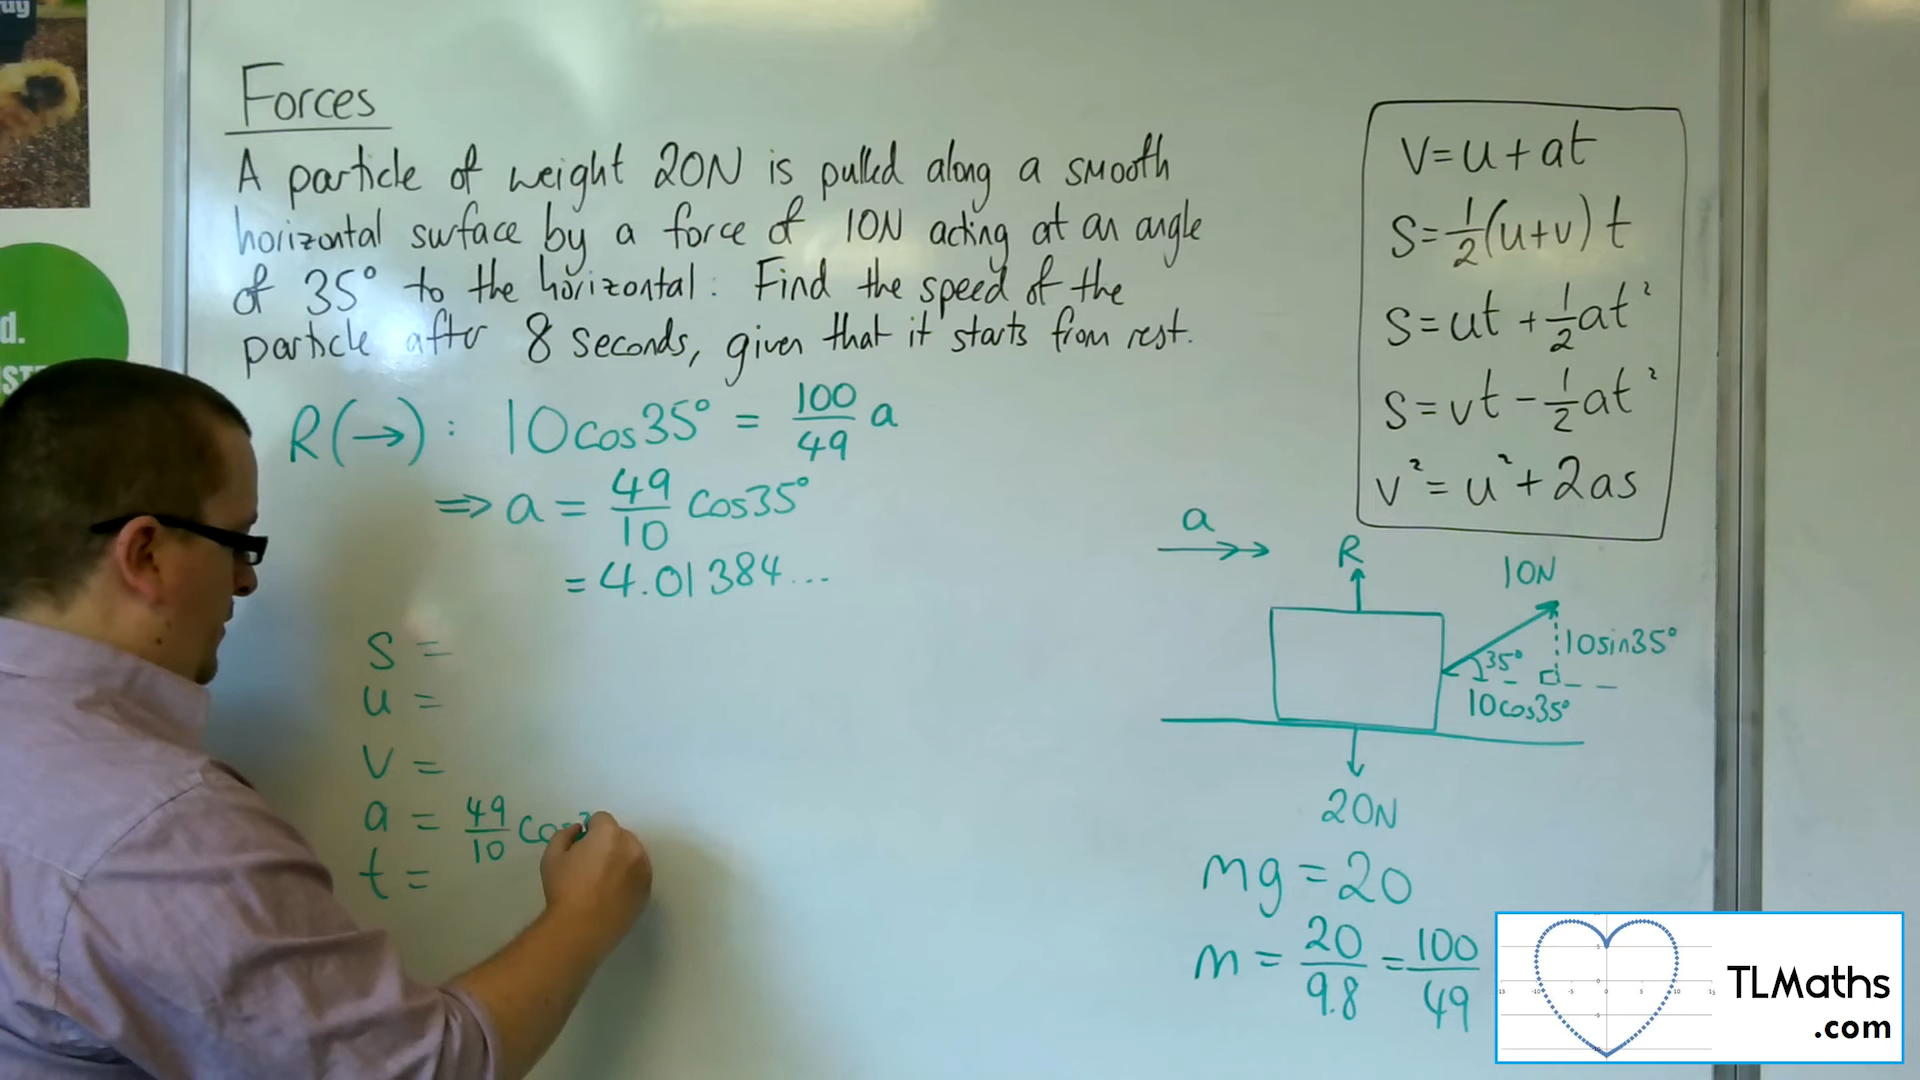 Forces
A particle of weight 20N is pulled along a smooth
horizontal surface by a force of 10N acting at an angle
of 35° to the horizontal. Find the speed of the
particle after 8 seconds, given that it starts from rest.
R(→): 10cos35° = 100/49 a
⇒ a = 49/10 cos35°
= 4.01384...
s =
u =
v =
a = 49/10 cos3
t =
v = u + at
s = 1/2(u+v)t
s = ut + 1/2at²
s = vt - 1/2at²
v² = u² + 2as
a
R
10N
35°
10sin35°
10cos35°
20N
mg = 20
m = 20/9.8 = 100/49
TLMaths
.com
d.